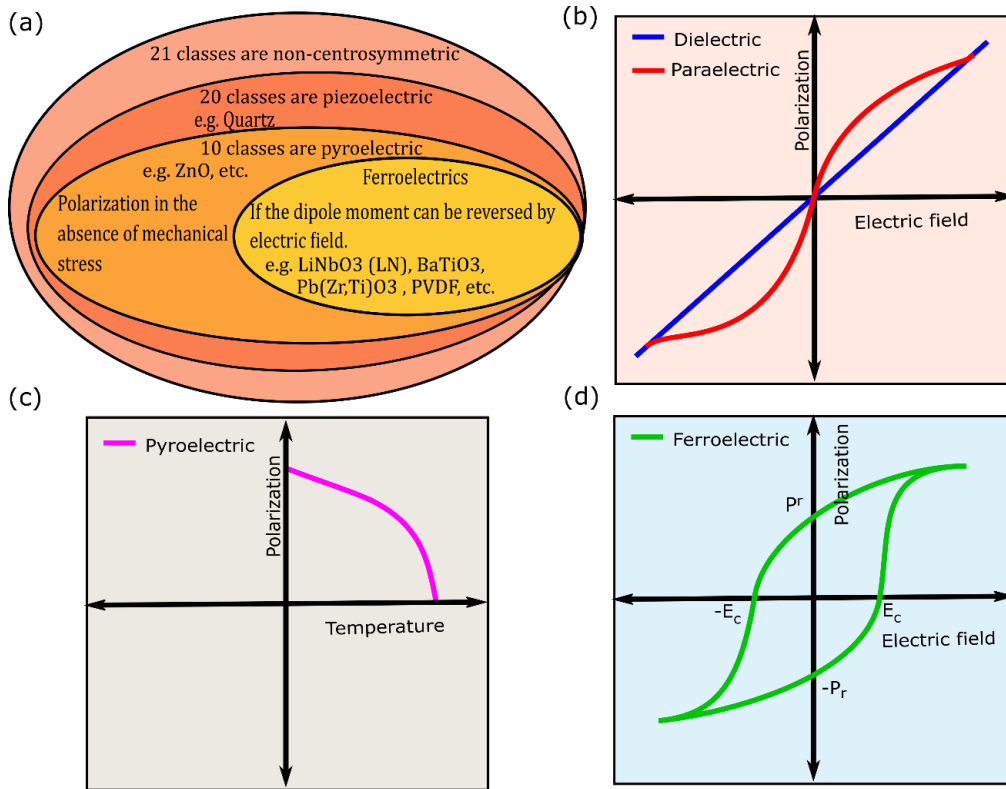 (a)
21 classes are non-centrosymmetric
20 classes are piezoelectric
e.g. Quartz
10 classes are pyroelectric
e.g. ZnO, etc.
Polarization in the
absence of mechanical
stress
Ferroelectrics
If the dipole moment can be reversed by
electric field.
e.g. LiNbO3 (LN), BaTiO3,
Pb(Zr,Ti)O3 , PVDF, etc.
(b)
Dielectric
Paraelectric
Polarization
Electric field
(c)
Pyroelectric
Polarization
Temperature
(d)
Ferroelectric
Polarization
Pr
-Ec
Ec
Electric field
-Pr